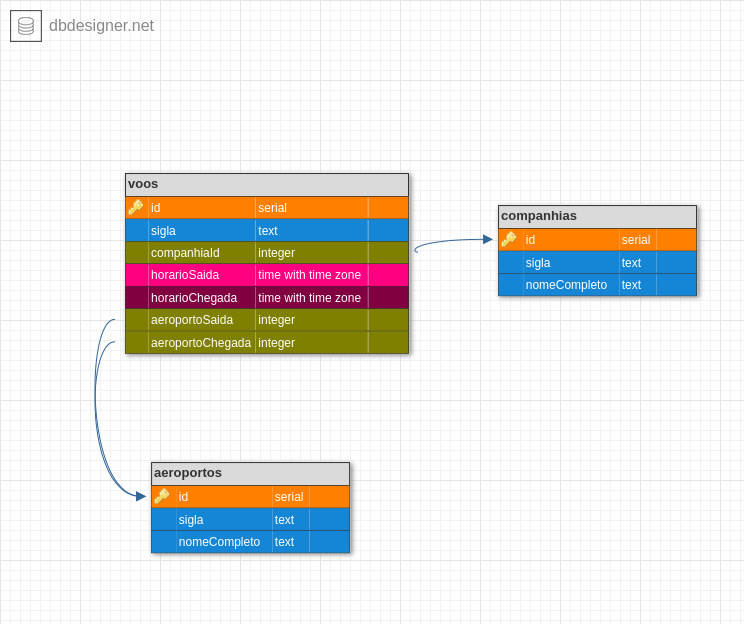 dbdesigner.net
voos
id serial
sigla text
companhiaId integer
horarioSaida time with time zone
horarioChegada time with time zone
aeroportoSaida integer
aeroportoChegada integer
companhias
id serial
sigla text
nomeCompleto text
aeroportos
id serial
sigla text
nomeCompleto text